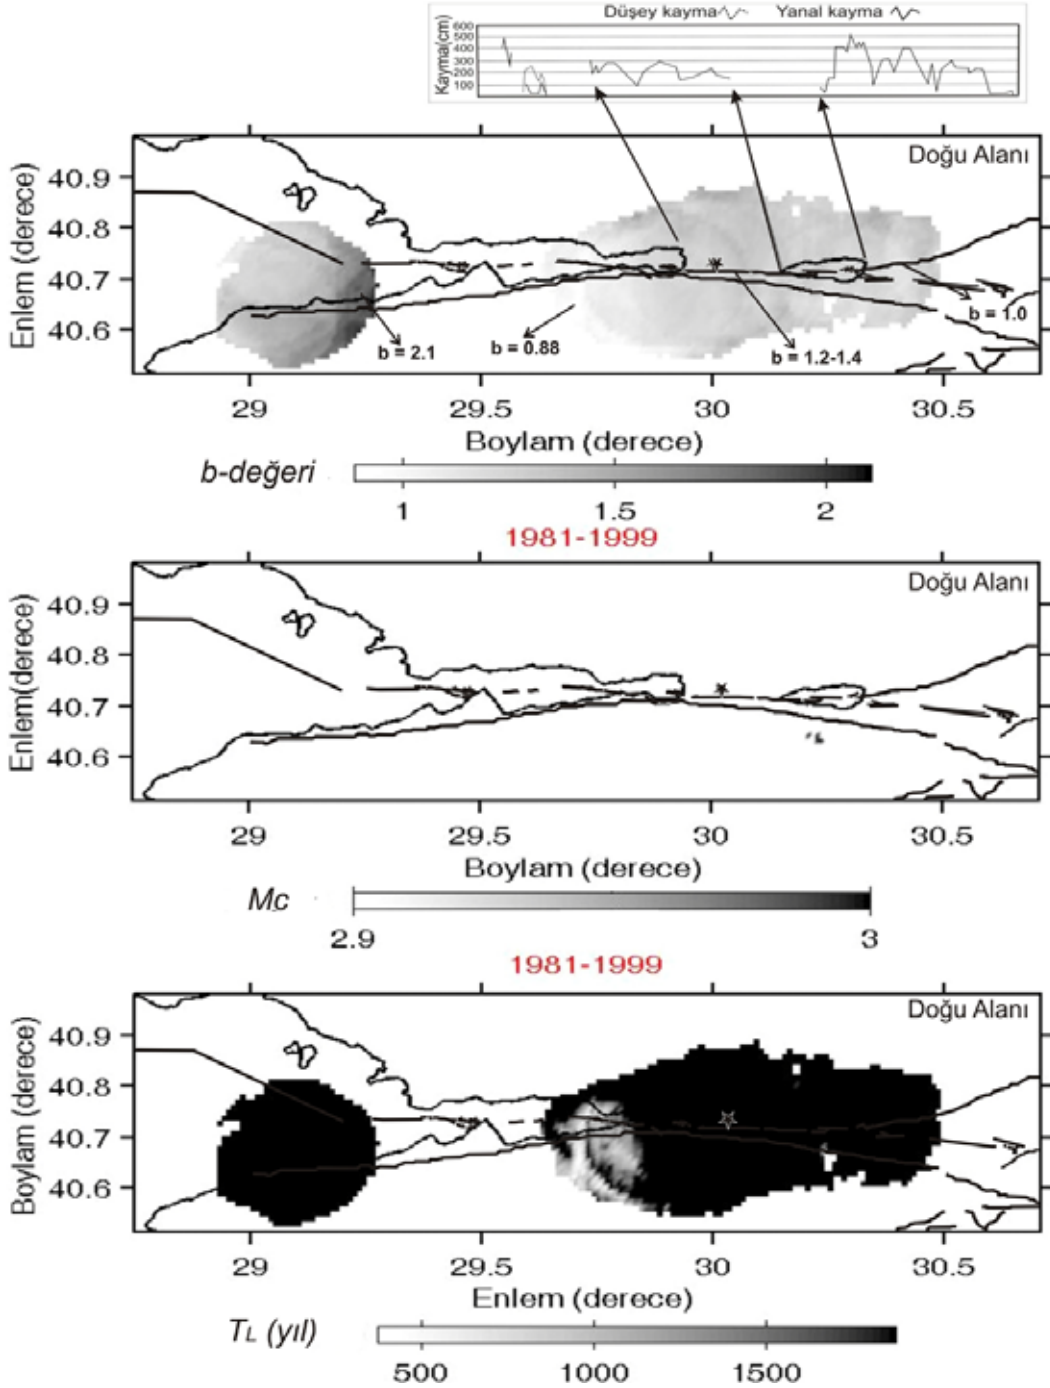 Düşey kayma Yanal kayma
Kayma(cm)
600
500
400
300
200
100
Doğu Alanı
Enlem (derece)
40.9
40.8
40.7
40.6
b = 2.1
b = 0.88
b = 1.2-1.4
b = 1.0
29 29.5 30 30.5
Boylam (derece)
b-değeri
1 1.5 2
1981-1999
Doğu Alanı
Enlem(derece)
40.9
40.8
40.7
40.6
29 29.5 30 30.5
Boylam (derece)
Mc
2.9 3
1981-1999
Doğu Alanı
Boylam (derece)
40.9
40.8
40.7
40.6
29 29.5 30 30.5
Enlem (derece)
TL (yıl)
500 1000 1500